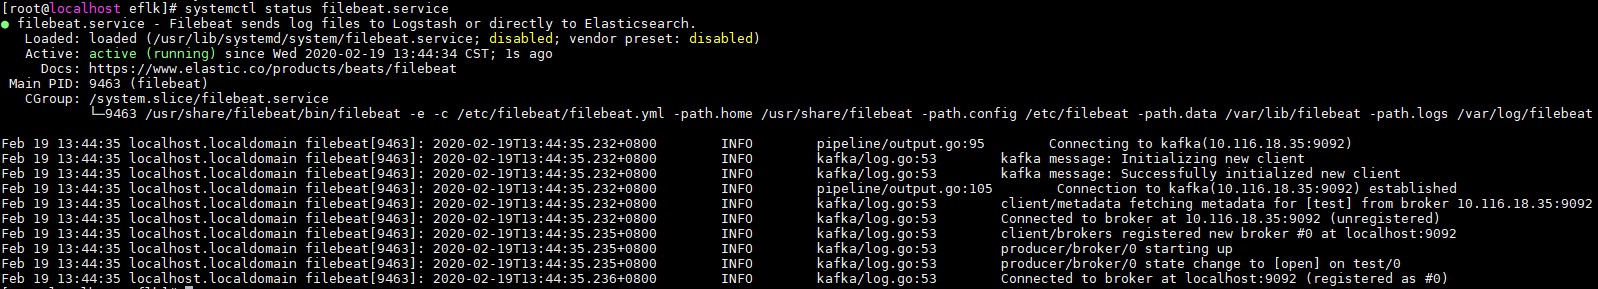 [root@localhost eflk]# systemctl status filebeat.service
● filebeat.service - Filebeat sends log files to Logstash or directly to Elasticsearch.
   Loaded: loaded (/usr/lib/systemd/system/filebeat.service; disabled; vendor preset: disabled)
   Active: active (running) since Wed 2020-02-19 13:44:34 CST; 1s ago
     Docs: https://www.elastic.co/products/beats/filebeat
 Main PID: 9463 (filebeat)
   CGroup: /system.slice/filebeat.service
           └─9463 /usr/share/filebeat/bin/filebeat -e -c /etc/filebeat/filebeat.yml -path.home /usr/share/filebeat -path.config /etc/filebeat -path.data /var/lib/filebeat -path.logs /var/log/filebeat
Feb 19 13:44:35 localhost.localdomain filebeat[9463]: 2020-02-19T13:44:35.232+0800        INFO        pipeline/output.go:95        Connecting to kafka(10.116.18.35:9092)
Feb 19 13:44:35 localhost.localdomain filebeat[9463]: 2020-02-19T13:44:35.232+0800        INFO        kafka/log.go:53        kafka message: Initializing new client
Feb 19 13:44:35 localhost.localdomain filebeat[9463]: 2020-02-19T13:44:35.232+0800        INFO        kafka/log.go:53        kafka message: Successfully initialized new client
Feb 19 13:44:35 localhost.localdomain filebeat[9463]: 2020-02-19T13:44:35.232+0800        INFO        pipeline/output.go:105        Connection to kafka(10.116.18.35:9092) established
Feb 19 13:44:35 localhost.localdomain filebeat[9463]: 2020-02-19T13:44:35.232+0800        INFO        kafka/log.go:53        client/metadata fetching metadata for [test] from broker 10.116.18.35:9092
Feb 19 13:44:35 localhost.localdomain filebeat[9463]: 2020-02-19T13:44:35.232+0800        INFO        kafka/log.go:53        Connected to broker at 10.116.18.35:9092 (unregistered)
Feb 19 13:44:35 localhost.localdomain filebeat[9463]: 2020-02-19T13:44:35.235+0800        INFO        kafka/log.go:53        client/brokers registered new broker #0 at localhost:9092
Feb 19 13:44:35 localhost.localdomain filebeat[9463]: 2020-02-19T13:44:35.235+0800        INFO        kafka/log.go:53        producer/broker/0 starting up
Feb 19 13:44:35 localhost.localdomain filebeat[9463]: 2020-02-19T13:44:35.235+0800        INFO        kafka/log.go:53        producer/broker/0 state change to [open] on test/0
Feb 19 13:44:35 localhost.localdomain filebeat[9463]: 2020-02-19T13:44:35.236+0800        INFO        kafka/log.go:53        Connected to broker at localhost:9092 (registered as #0)